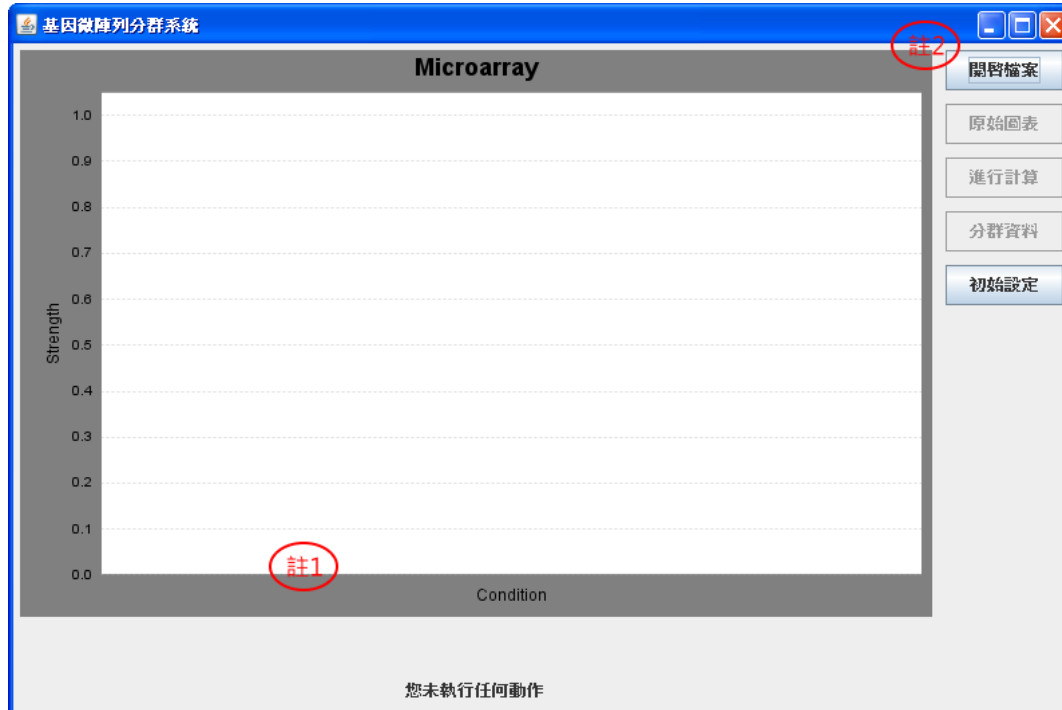 基因微陣列分群系統
註2
Microarray
開啓檔案
1.0
原始圖表
0.9
進行計算
0.8
分群資料
0.7
初始設定
0.6
Strength
0.5
0.4
0.3
0.2
0.1
註1
0.0
Condition
您未執行任何動作